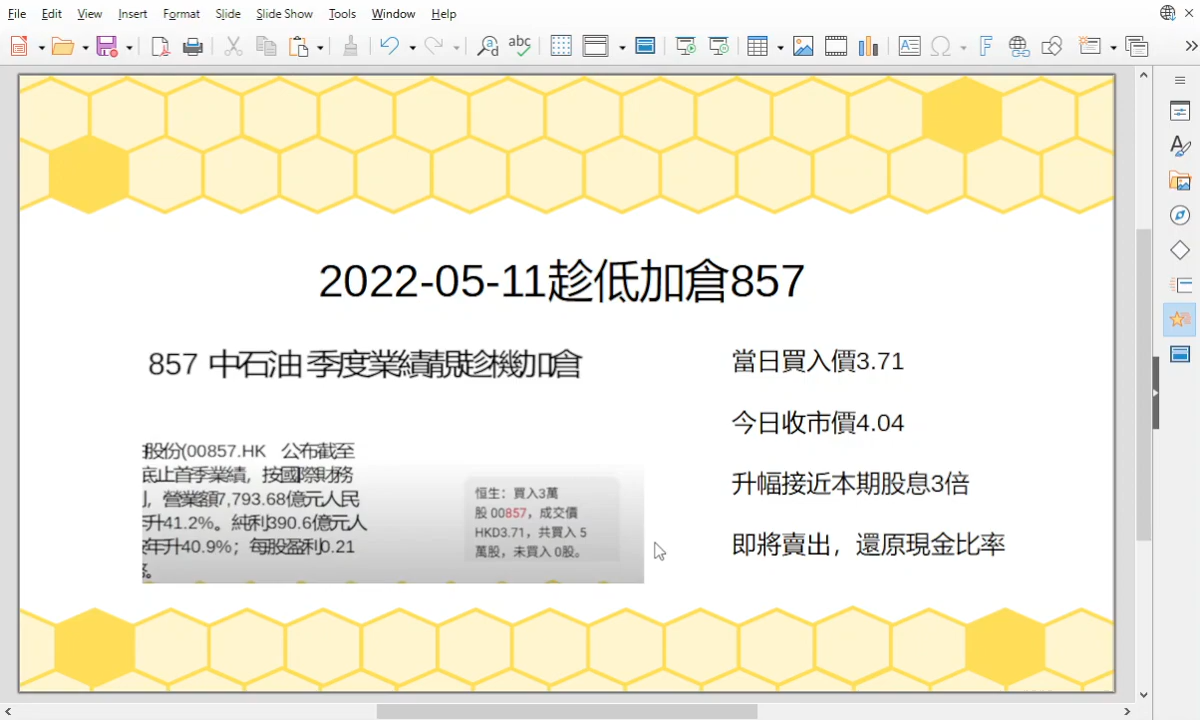 File Edit View Insert Format Slide Slide Show Tools Window Help
2022-05-11趁低加倉857
857 中石油 季度業績靚趁機加倉
股份(00857.HK 公布截至
底止首季業績，按國際財務
，營業額7,793.68億元人民
升41.2%。純利390.6億元人
年升40.9%；每股盈利0.21
恒生：買入3萬
股 00857，成交價
HKD3.71，共買入 5
萬股，未買入 0股。
當日買入價3.71
今日收市價4.04
升幅接近本期股息3倍
即將賣出，還原現金比率